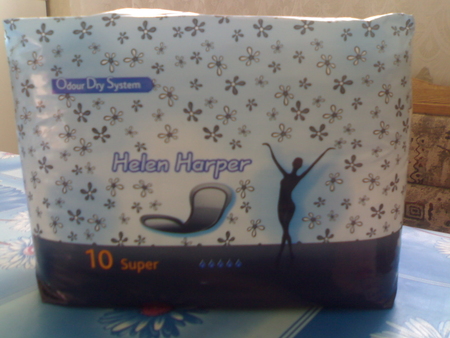 Odour Dry System
Helen Harper
10 Super